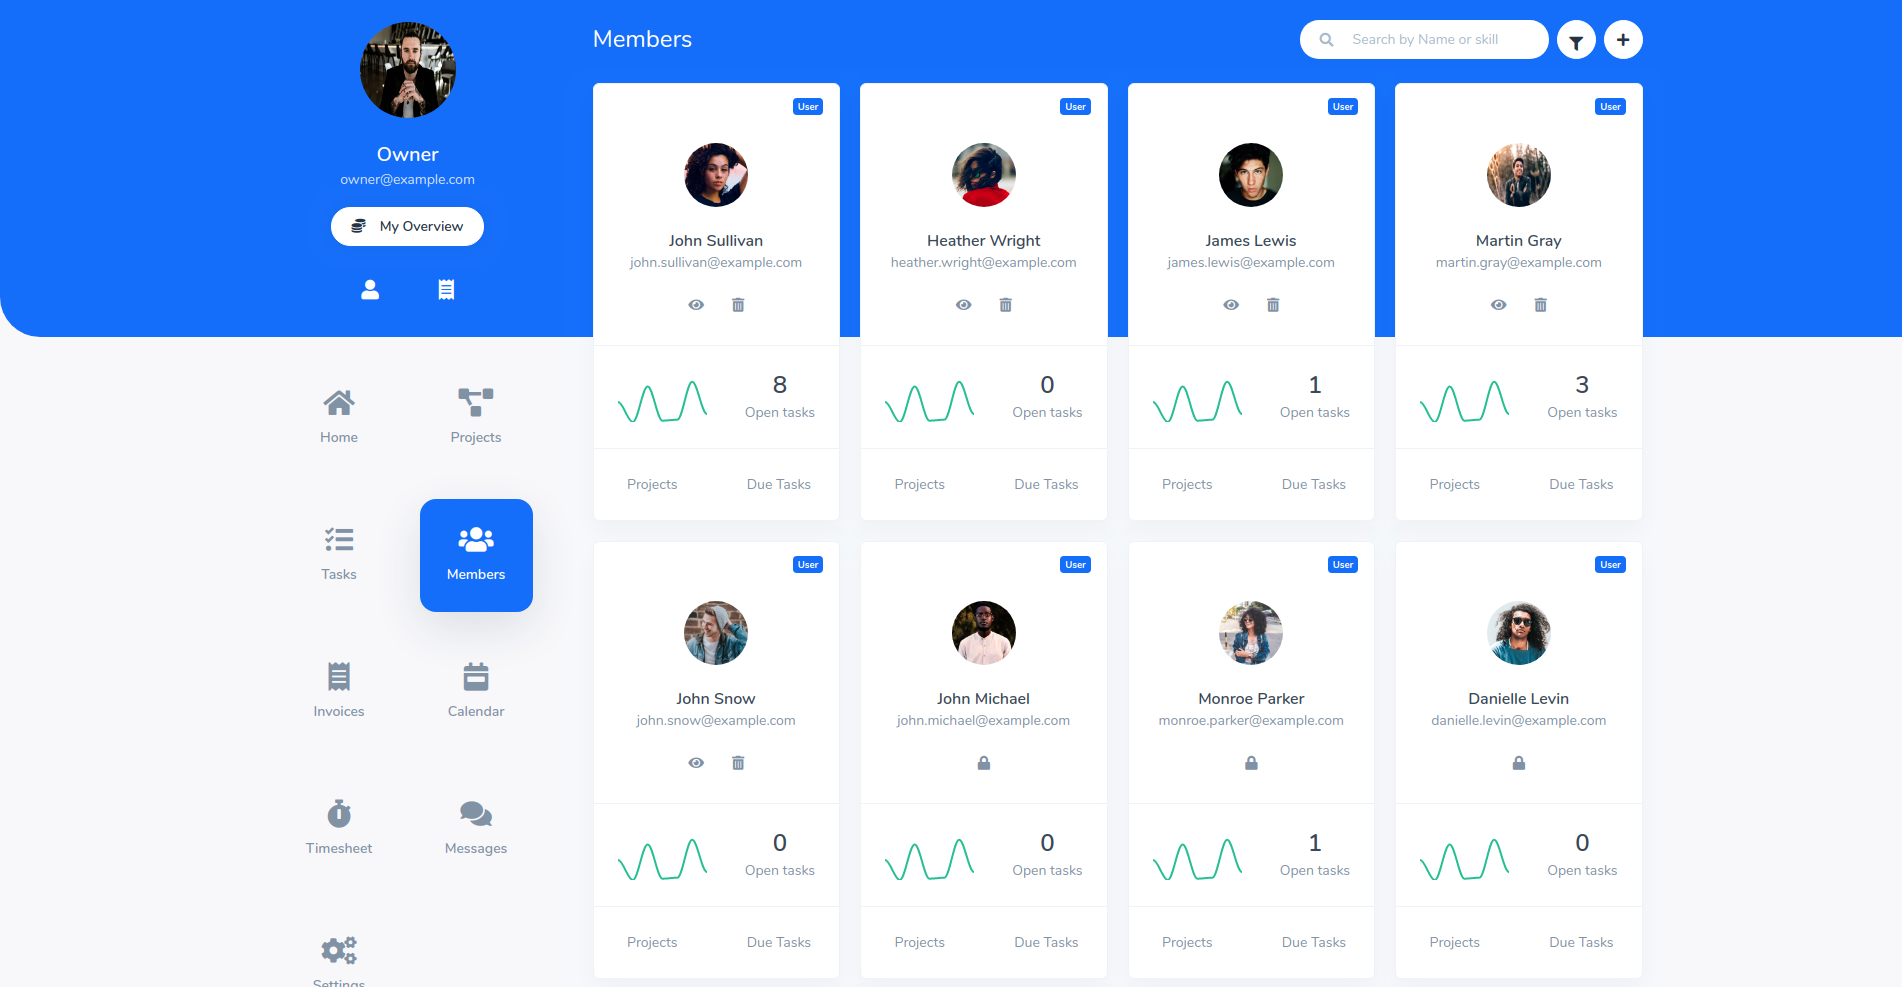 Owner
owner@example.com
My Overview
Home
Projects
Tasks
Members
Invoices
Calendar
Timesheet
Messages
Settings
Members
Search by Name or skill
User
John Sullivan
john.sullivan@example.com
8
Open tasks
Projects
Due Tasks
User
Heather Wright
heather.wright@example.com
0
Open tasks
Projects
Due Tasks
User
James Lewis
james.lewis@example.com
1
Open tasks
Projects
Due Tasks
User
Martin Gray
martin.gray@example.com
3
Open tasks
Projects
Due Tasks
User
John Snow
john.snow@example.com
0
Open tasks
Projects
Due Tasks
User
John Michael
john.michael@example.com
0
Open tasks
Projects
Due Tasks
User
Monroe Parker
monroe.parker@example.com
1
Open tasks
Projects
Due Tasks
User
Danielle Levin
danielle.levin@example.com
0
Open tasks
Projects
Due Tasks